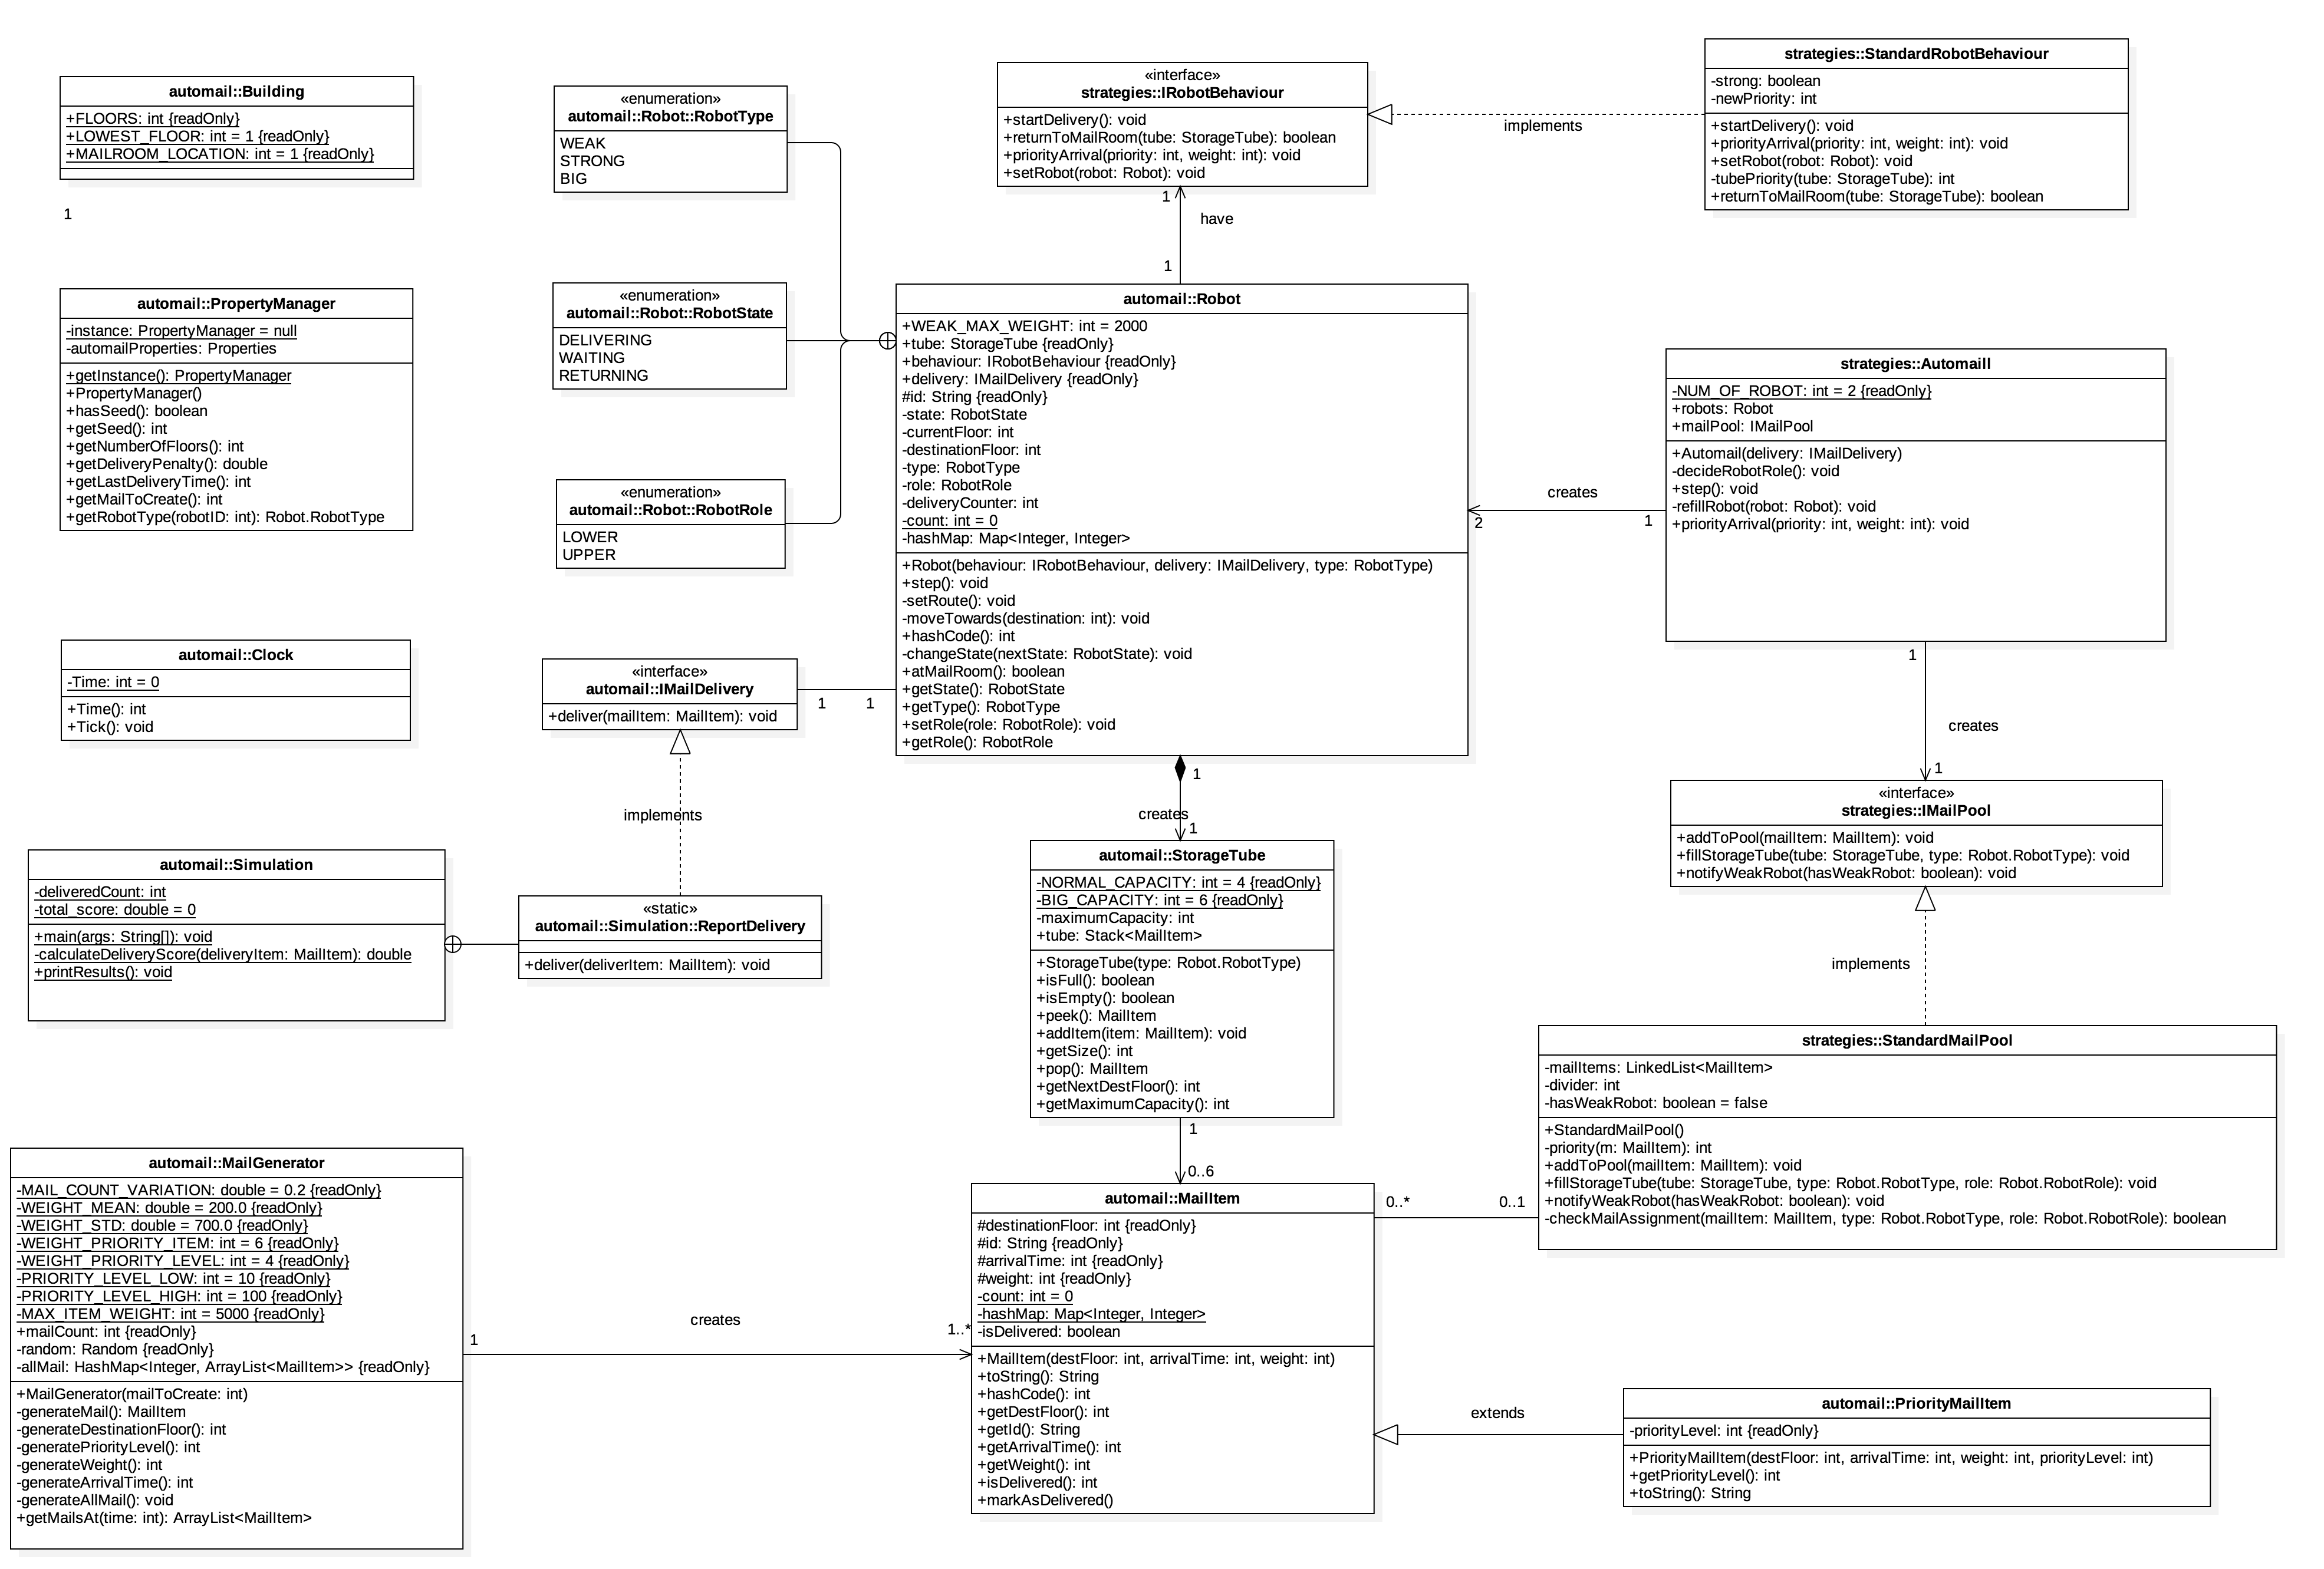 automail::Building
+FLOORS: int {readOnly}
+LOWEST_FLOOR: int = 1 {readOnly}
+MAILROOM_LOCATION: int = 1 {readOnly}
1
«enumeration»
automail::Robot::RobotType
WEAK
STRONG
BIG
«interface»
strategies::IRobotBehaviour
+startDelivery(): void
+returnToMailRoom(tube: StorageTube): boolean
+priorityArrival(priority: int, weight: int): void
+setRobot(robot: Robot): void
implements
strategies::StandardRobotBehaviour
-strong: boolean
-newPriority: int
+startDelivery(): void
+priorityArrival(priority: int, weight: int): void
+setRobot(robot: Robot): void
-tubePriority(tube: StorageTube): int
+returnToMailRoom(tube: StorageTube): boolean
1
have
1
automail::PropertyManager
-instance: PropertyManager = null
-automailProperties: Properties
+getInstance(): PropertyManager
+PropertyManager()
+hasSeed(): boolean
+getSeed(): int
+getNumberOfFloors(): int
+getDeliveryPenalty(): double
+getLastDeliveryTime(): int
+getMailToCreate(): int
+getRobotType(robotID: int): Robot.RobotType
«enumeration»
automail::Robot::RobotState
DELIVERING
WAITING
RETURNING
«enumeration»
automail::Robot::RobotRole
LOWER
UPPER
automail::Robot
+WEAK_MAX_WEIGHT: int = 2000
+tube: StorageTube {readOnly}
+behaviour: IRobotBehaviour {readOnly}
+delivery: IMailDelivery {readOnly}
#id: String {readOnly}
-state: RobotState
-currentFloor: int
-destinationFloor: int
-type: RobotType
-role: RobotRole
-deliveryCounter: int
-count: int = 0
-hashMap: Map<Integer, Integer>
+Robot(behaviour: IRobotBehaviour, delivery: IMailDelivery, type: RobotType)
+step(): void
-setRoute(): void
-moveTowards(destination: int): void
+hashCode(): int
-changeState(nextState: RobotState): void
+atMailRoom(): boolean
+getState(): RobotState
+getType(): RobotType
+setRole(role: RobotRole): void
+getRole(): RobotRole
creates
2
1
strategies::Automaill
-NUM_OF_ROBOT: int = 2 {readOnly}
+robots: Robot
+mailPool: IMailPool
+Automail(delivery: IMailDelivery)
-decideRobotRole(): void
+step(): void
-refillRobot(robot: Robot): void
+priorityArrival(priority: int, weight: int): void
1
creates
1
automail::Clock
-Time: int = 0
+Time(): int
+Tick(): void
«interface»
automail::IMailDelivery
+deliver(mailItem: MailItem): void
1
1
implements
1
creates
1
«interface»
strategies::IMailPool
+addToPool(mailItem: MailItem): void
+fillStorageTube(tube: StorageTube, type: Robot.RobotType): void
+notifyWeakRobot(hasWeakRobot: boolean): void
implements
automail::Simulation
-deliveredCount: int
-total_score: double = 0
+main(args: String[]): void
-calculateDeliveryScore(deliveryItem: MailItem): double
+printResults(): void
«static»
automail::Simulation::ReportDelivery
+deliver(deliverItem: MailItem): void
automail::StorageTube
-NORMAL_CAPACITY: int = 4 {readOnly}
-BIG_CAPACITY: int = 6 {readOnly}
-maximumCapacity: int
+tube: Stack<MailItem>
+StorageTube(type: Robot.RobotType)
+isFull(): boolean
+isEmpty(): boolean
+peek(): MailItem
+addItem(item: MailItem): void
+getSize(): int
+pop(): MailItem
+getNextDestFloor(): int
+getMaximumCapacity(): int
1
0..6
strategies::StandardMailPool
-mailItems: LinkedList<MailItem>
-divider: int
-hasWeakRobot: boolean = false
+StandardMailPool()
-priority(m: MailItem): int
+addToPool(mailItem: MailItem): void
+fillStorageTube(tube: StorageTube, type: Robot.RobotType, role: Robot.RobotRole): void
+notifyWeakRobot(hasWeakRobot: boolean): void
-checkMailAssignment(mailItem: MailItem, type: Robot.RobotType, role: Robot.RobotRole): boolean
0..*
0..1
automail::MailGenerator
-MAIL_COUNT_VARIATION: double = 0.2 {readOnly}
-WEIGHT_MEAN: double = 200.0 {readOnly}
-WEIGHT_STD: double = 700.0 {readOnly}
-WEIGHT_PRIORITY_ITEM: int = 6 {readOnly}
-WEIGHT_PRIORITY_LEVEL: int = 4 {readOnly}
-PRIORITY_LEVEL_LOW: int = 10 {readOnly}
-PRIORITY_LEVEL_HIGH: int = 100 {readOnly}
-MAX_ITEM_WEIGHT: int = 5000 {readOnly}
+mailCount: int {readOnly}
-random: Random {readOnly}
-allMail: HashMap<Integer, ArrayList<MailItem>> {readOnly}
+MailGenerator(mailToCreate: int)
-generateMail(): MailItem
-generateDestinationFloor(): int
-generatePriorityLevel(): int
-generateWeight(): int
-generateArrivalTime(): int
-generateAllMail(): void
+getMailsAt(time: int): ArrayList<MailItem>
1
creates
1..*
automail::MailItem
#destinationFloor: int {readOnly}
#id: String {readOnly}
#arrivalTime: int {readOnly}
#weight: int {readOnly}
-count: int = 0
-hashMap: Map<Integer, Integer>
-isDelivered: boolean
+MailItem(destFloor: int, arrivalTime: int, weight: int)
+toString(): String
+hashCode(): int
+getDestFloor(): int
+getId(): String
+getArrivalTime(): int
+getWeight(): int
+isDelivered(): int
+markAsDelivered()
extends
automail::PriorityMailItem
-priorityLevel: int {readOnly}
+PriorityMailItem(destFloor: int, arrivalTime: int, weight: int, priorityLevel: int)
+getPriorityLevel(): int
+toString(): String